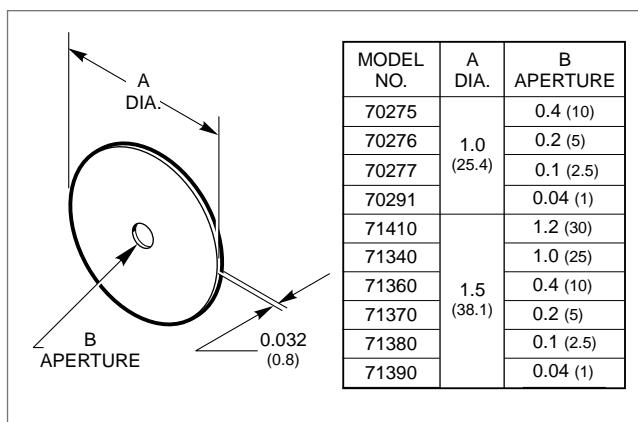 A
DIA.
B
APERTURE
0.032
(0.8)
MODEL NO. A DIA. B APERTURE
70275 1.0 (25.4) 0.4 (10)
70276 0.2 (5)
70277 0.1 (2.5)
70291 0.04 (1)
71410 1.5 (38.1) 1.2 (30)
71340 1.0 (25)
71360 0.4 (10)
71370 0.2 (5)
71380 0.1 (2.5)
71390 0.04 (1)